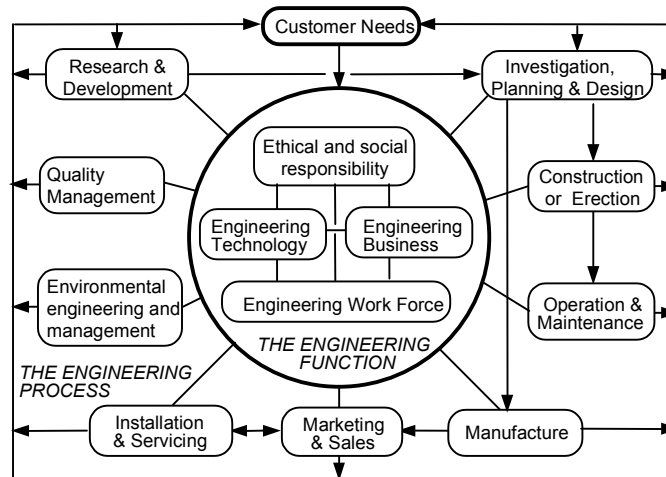 Customer Needs
Research &
Development
Investigation,
Planning & Design
Ethical and social
responsibility
Quality
Management
Construction
or Erection
Engineering
Technology
Engineering
Business
Environmental
engineering and
management
Engineering Work Force
Operation &
Maintenance
THE ENGINEERING
FUNCTION
THE ENGINEERING
PROCESS
Installation
& Servicing
Marketing
& Sales
Manufacture